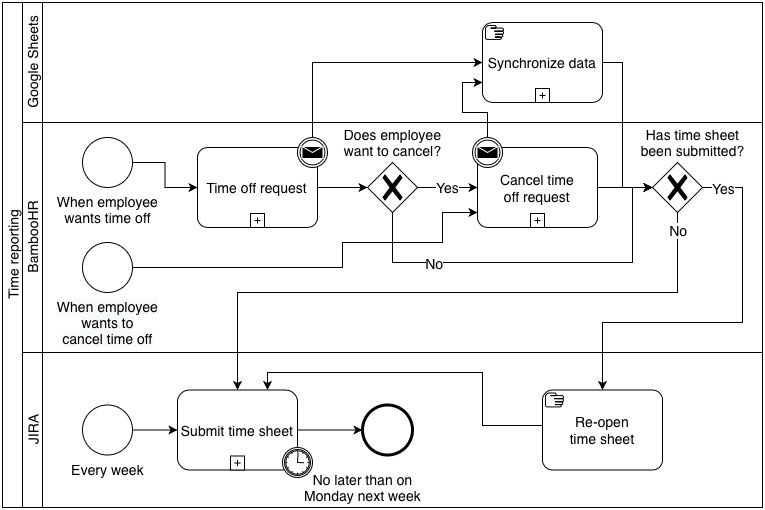 Time reporting
Google Sheets
Synchronize data
BambooHR
When employee
wants time off
Time off request
Does employee
want to cancel?
Yes
No
Cancel time
off request
Has time sheet
been submitted?
Yes
No
When employee
wants to
cancel time off
JIRA
Every week
Submit time sheet
No later than on
Monday next week
Re-open
time sheet